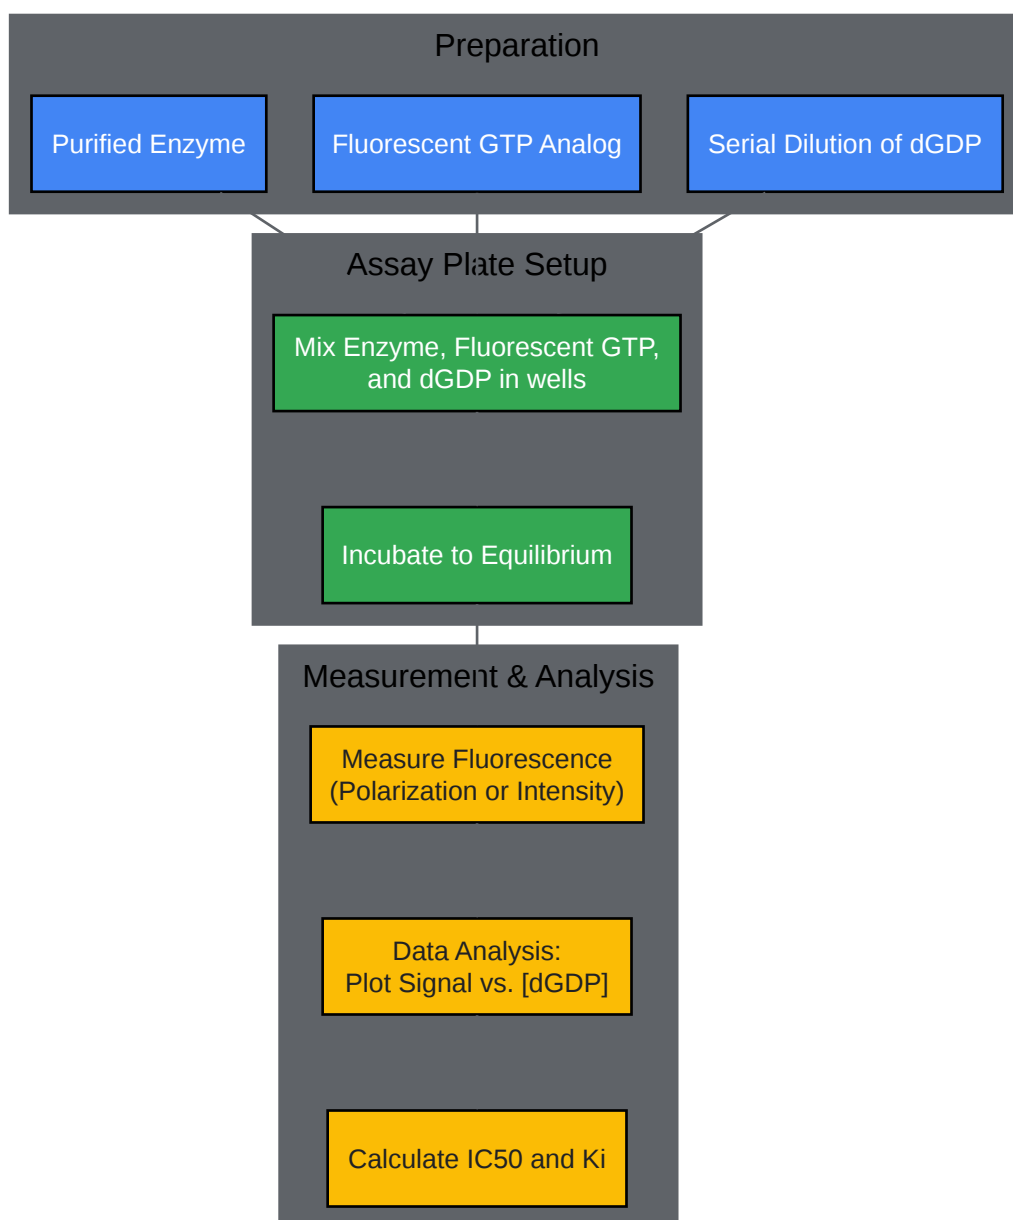 Preparation
Purified Enzyme
Fluorescent GTP Analog
Serial Dilution of dGDP
Assay Plate Setup
Mix Enzyme, Fluorescent GTP,
and dGDP in wells
Incubate to Equilibrium
Measurement & Analysis
Measure Fluorescence
(Polarization or Intensity)
Data Analysis:
Plot Signal vs. [dGDP]
Calculate IC50 and Ki